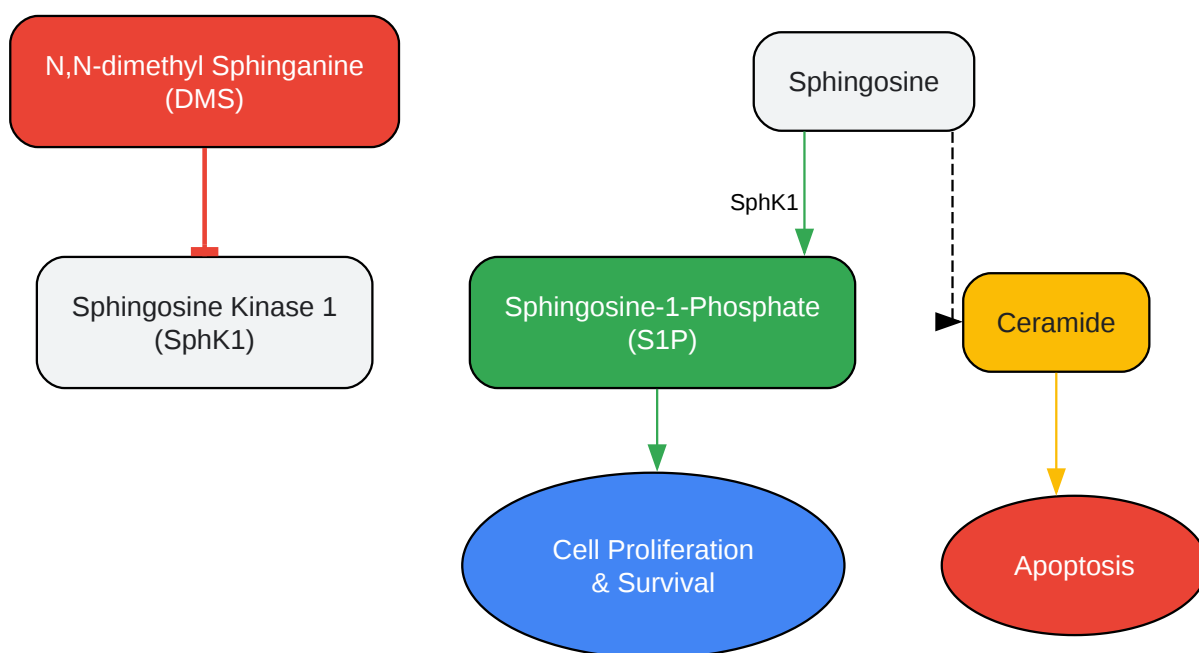 N,N-dimethyl Sphinganine
(DMS)
Sphingosine
SphK1
Sphingosine Kinase 1
(SphK1)
Sphingosine-1-Phosphate
(S1P)
Ceramide
Cell Proliferation
& Survival
Apoptosis